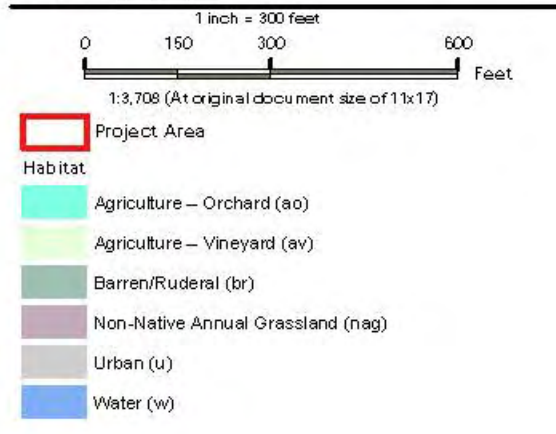 1 inch = 300 feet
0 150 300 600
Feet
1:3,708 (At original document size of 11x17)
Project Area
Habitat
Agriculture – Orchard (ao)
Agriculture – Vineyard (av)
Barren/Ruderal (br)
Non-Native Annual Grassland (nag)
Urban (u)
Water (w)